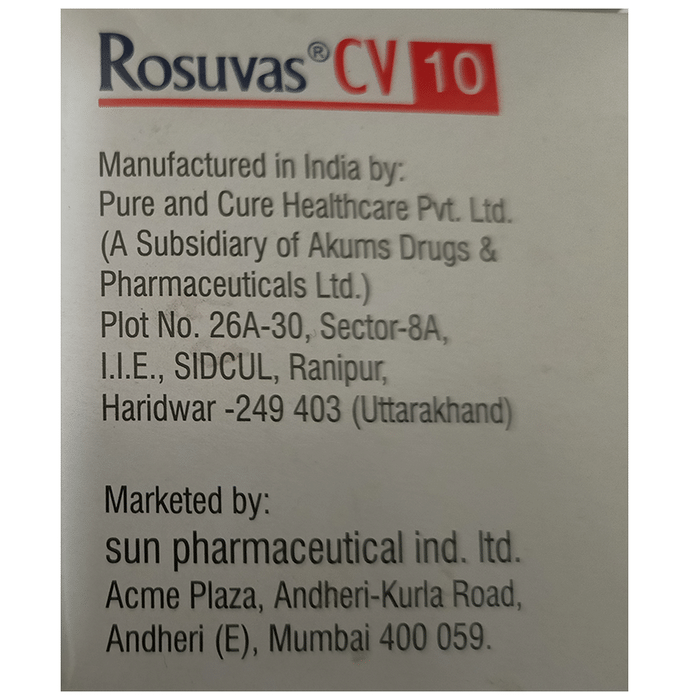 Rosuvas® CV 10
Manufactured in India by:
Pure and Cure Healthcare Pvt. Ltd.
(A Subsidiary of Akums Drugs &
Pharmaceuticals Ltd.)
Plot No. 26A-30, Sector-8A,
I.I.E., SIDCUL, Ranipur,
Haridwar -249 403 (Uttarakhand)
Marketed by:
sun pharmaceutical ind. ltd.
Acme Plaza, Andheri-Kurla Road,
Andheri (E), Mumbai 400 059.